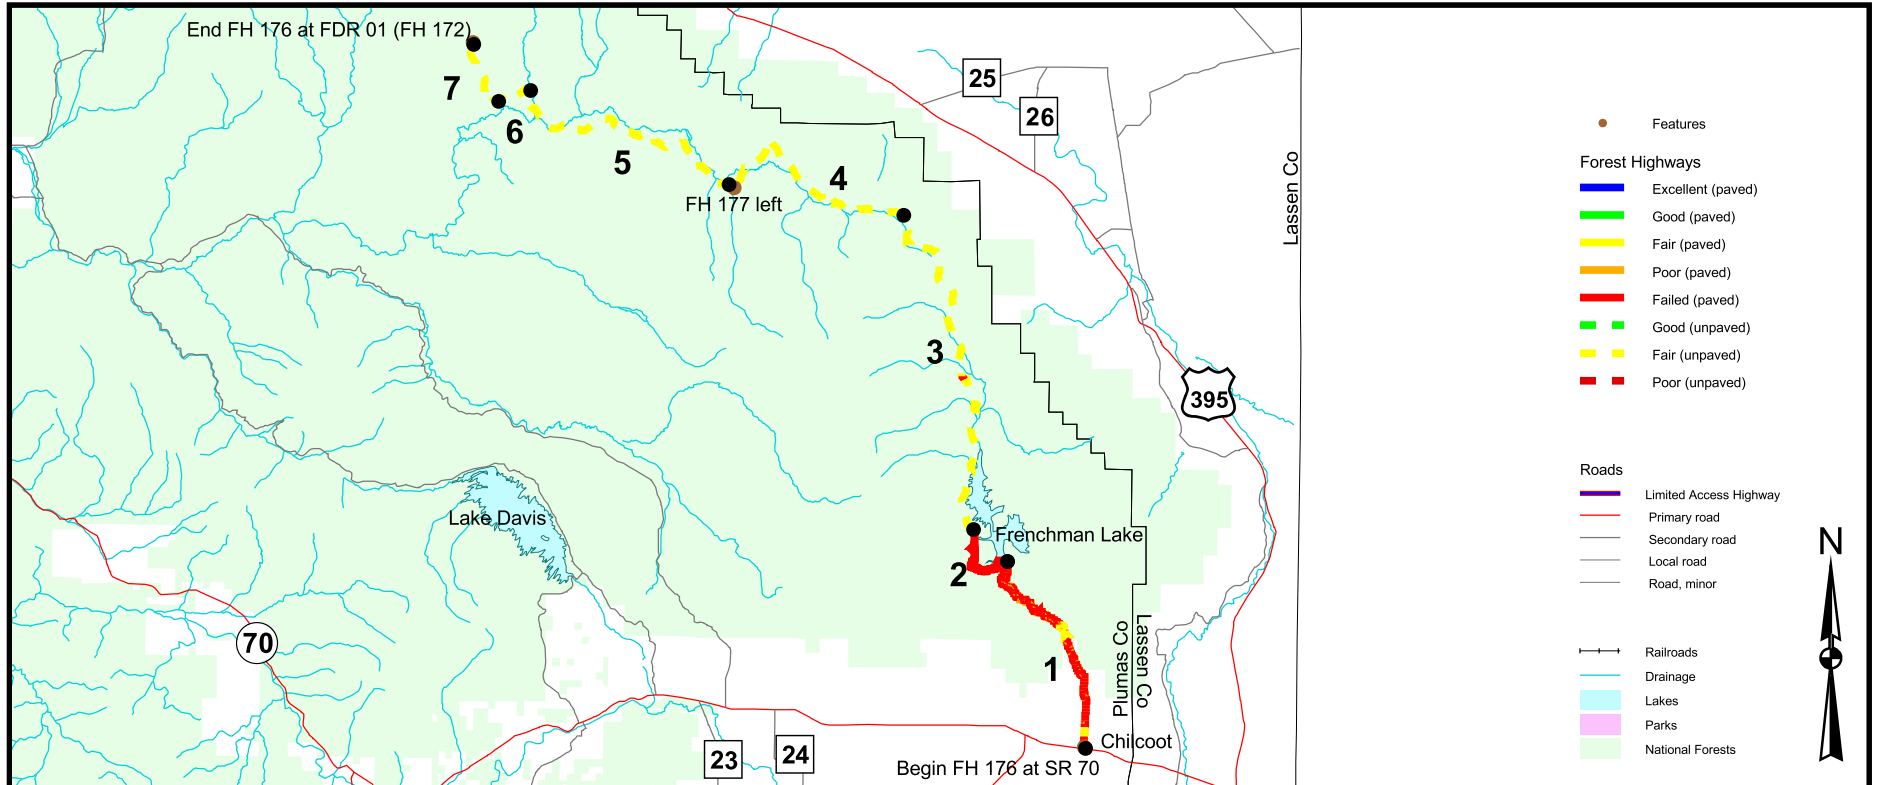 End FH 176 at FDR 01 (FH 172)
7
6
5
FH 177 left
4
3
25
26
Lassen Co
395
Lake Davis
Frenchman Lake
2
1
Plumas Co
Lassen Co
70
23
24
Chilcoot
Begin FH 176 at SR 70
Features
Forest Highways
Excellent (paved)
Good (paved)
Fair (paved)
Poor (paved)
Failed (paved)
Good (unpaved)
Fair (unpaved)
Poor (unpaved)
Roads
Limited Access Highway
Primary road
Secondary road
Local road
Road, minor
Railroads
Drainage
Lakes
Parks
National Forests
N